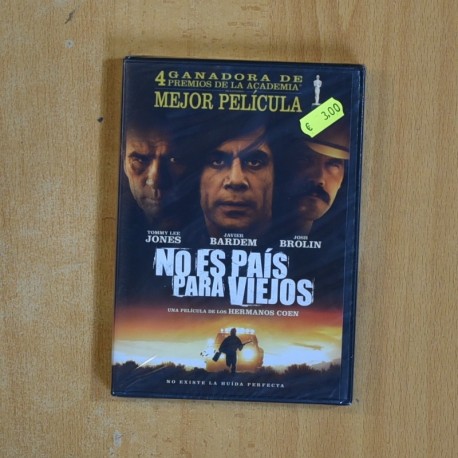 4 GANADORA DE
PREMIOS DE LA ACADEMIA
MEJOR PELÍCULA
€ 3.00
TOMMY LEE
JONES
JAVIER
BARDEM
JOSH
BROLIN
NO ES PAÍS
PARA VIEJOS
UNA PELÍCULA DE LOS HERMANOS COEN
NO EXISTE LA HUIDA PERFECTA